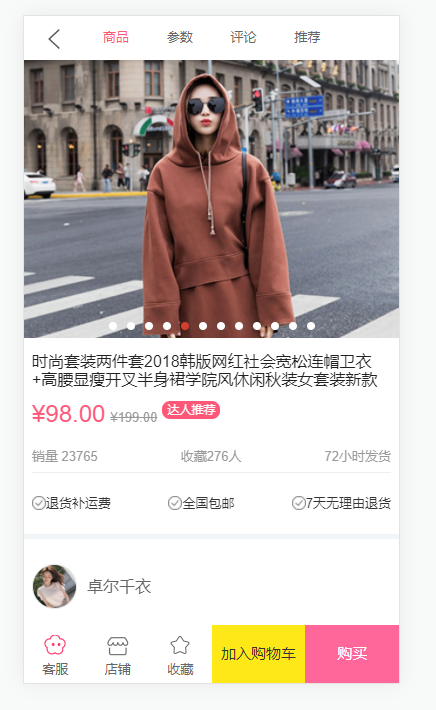 商品 参数 评论 推荐
时尚套装两件套2018韩版网红社会宽松连帽卫衣
+高腰显瘦开叉半身裙学院风休闲秋装女套装新款
¥98.00 ¥199.00 达人推荐
销量 23765 收藏276人 72小时发货
退货补运费 全国包邮 7天无理由退货
卓尔千衣
客服 店铺 收藏 加入购物车 购买